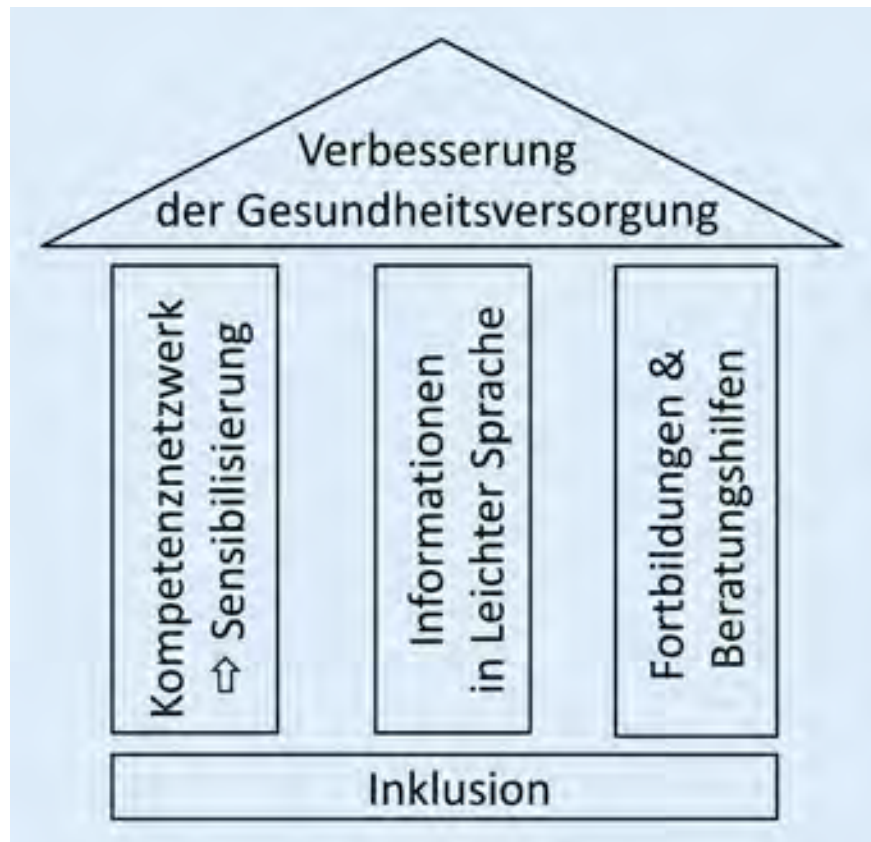 Verbesserung
der Gesundheitsversorgung
Kompetenznetzwerk
⇨ Sensibilisierung
Informationen
in Leichter Sprache
Fortbildungen &
Beratungshilfen
Inklusion